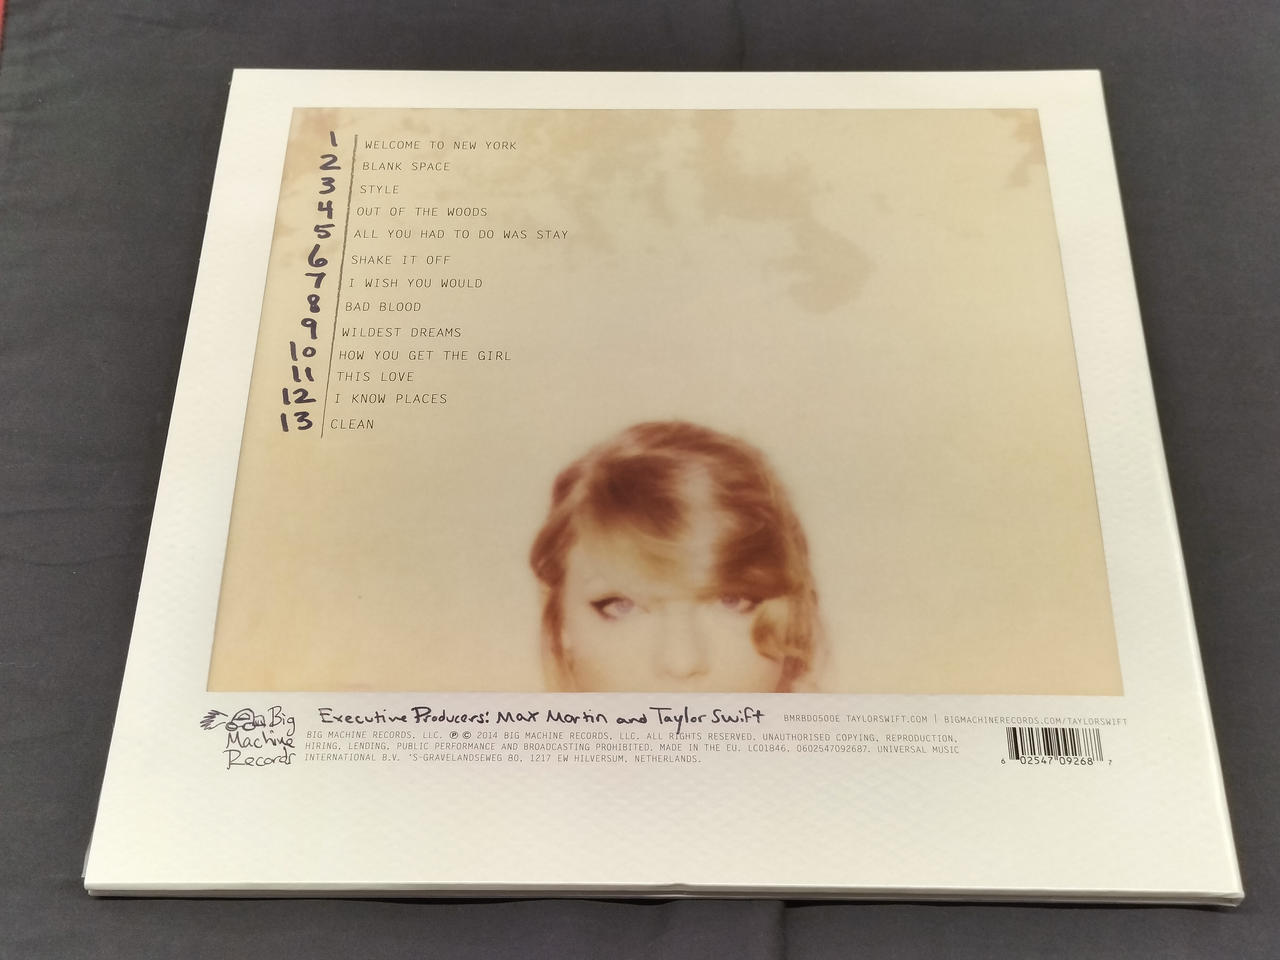 1 WELCOME TO NEW YORK
2 BLANK SPACE
3 STYLE
4 OUT OF THE WOODS
5 ALL YOU HAD TO DO WAS STAY
6 SHAKE IT OFF
7 I WISH YOU WOULD
8 BAD BLOOD
9 WILDEST DREAMS
10 HOW YOU GET THE GIRL
11 THIS LOVE
12 I KNOW PLACES
13 CLEAN
Big
Machine
Records
Executive Producers: Max Martin and Taylor Swift
BMRBD0500E TAYLORSWIFT.COM | BIGMACHINERECORDS.COM/TAYLORSWIFT
BIG MACHINE RECORDS, LLC. ℗ © 2014 BIG MACHINE RECORDS, LLC. ALL RIGHTS RESERVED. UNAUTHORISED COPYING, REPRODUCTION,
HIRING, LENDING, PUBLIC PERFORMANCE AND BROADCASTING PROHIBITED. MADE IN THE EU. LC01846. 0602547092687. UNIVERSAL MUSIC
INTERNATIONAL B.V. 'S-GRAVELANDSEWEG 80, 1217 EW HILVERSUM, NETHERLANDS.
6 02547 09268 7